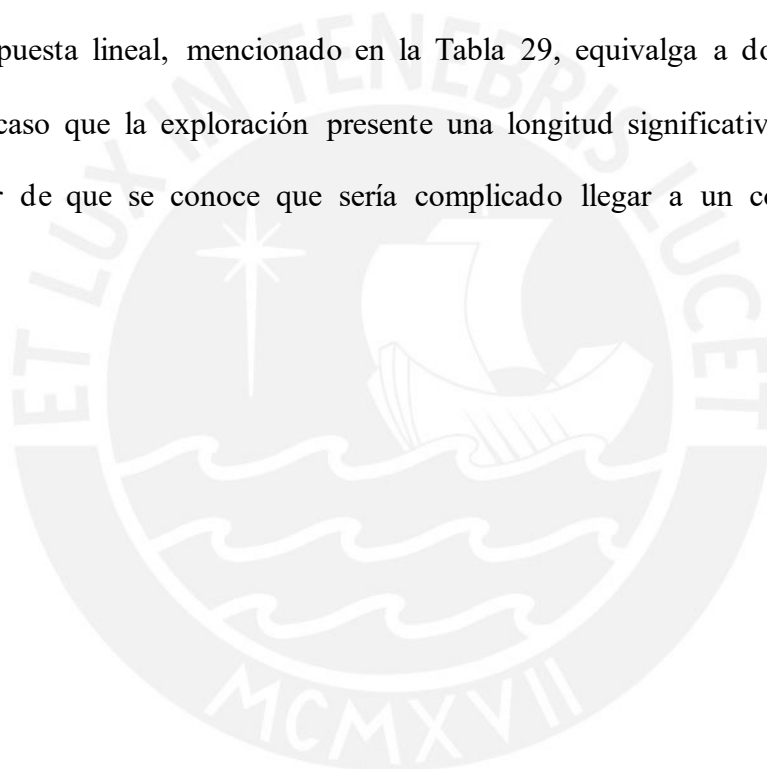 puesta lineal, mencionado en la Tabla 29, equivalga a do
caso que la exploración presente una longitud significativ
r de que se conoce que sería complicado llegar a un c
ET LUX IN TENEBRIS LUCET
MCMXVII